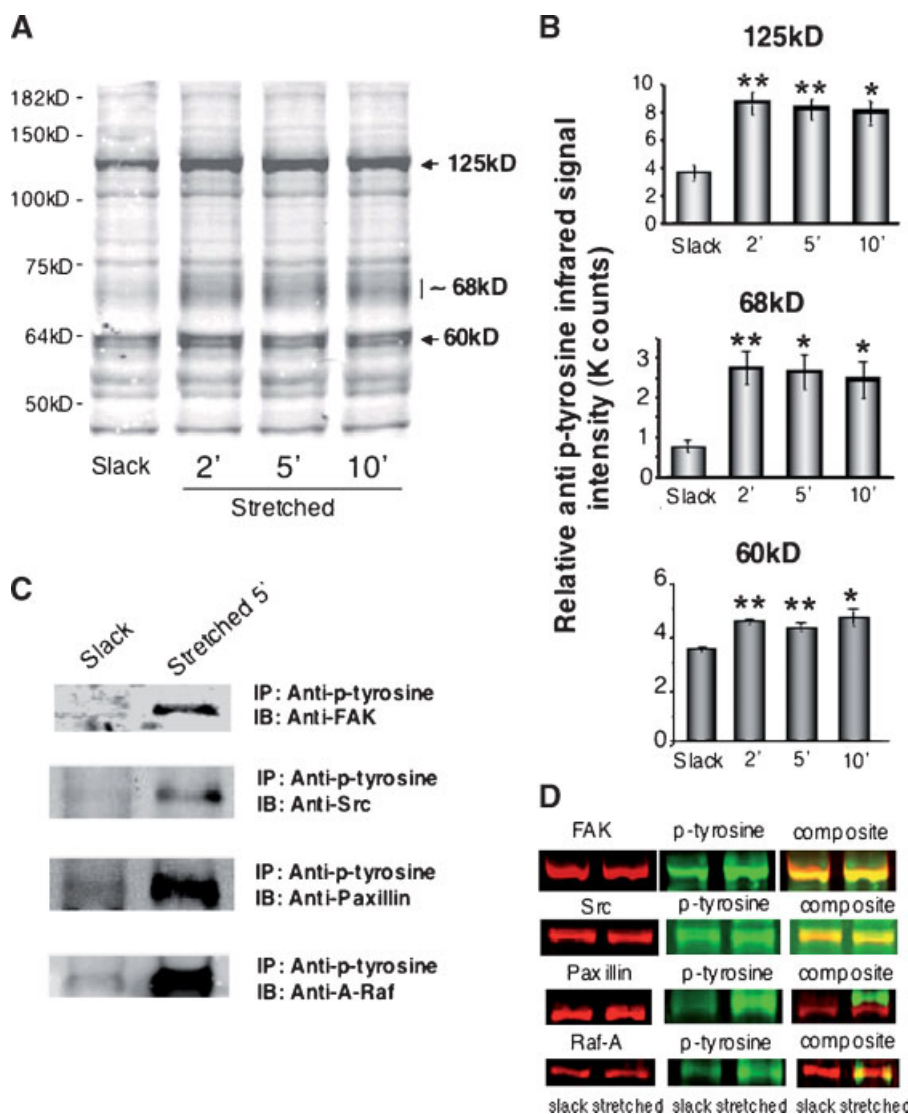 A
182kD -
150kD -
100kD -
75kD -
64kD -
50kD -
125kD
~ 68kD
60kD
Slack 2' 5' 10'
Stretched
B
Relative anti p-tyrosine infrared signal
intensity (K counts)
125kD
10
8
6
4
2
0
** ** *
Slack 2' 5' 10'
68kD
3
2
1
0
** * *
Slack 2' 5' 10'
60kD
6
4
2
0
** ** *
Slack 2' 5' 10'
C
Slack Stretched 5'
IP: Anti-p-tyrosine
IB: Anti-FAK
IP: Anti-p-tyrosine
IB: Anti-Src
IP: Anti-p-tyrosine
IB: Anti-Paxillin
IP: Anti-p-tyrosine
IB: Anti-A-Raf
D
FAK p-tyrosine composite
Src p-tyrosine composite
Paxillin p-tyrosine composite
Raf-A p-tyrosine composite
slack stretched slack stretched slack stretched